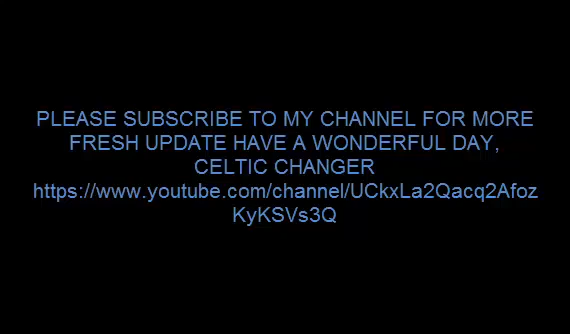 PLEASE SUBSCRIBE TO MY CHANNEL FOR MORE
FRESH UPDATE HAVE A WONDERFUL DAY,
CELTIC CHANGER
https://www.youtube.com/channel/UCkxLa2Qacq2Afoz
KyKSVs3Q